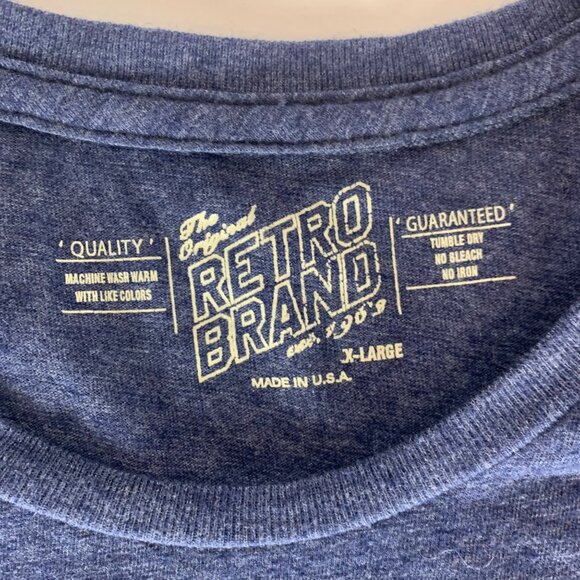 ' QUALITY '
MACHINE WASR WARM
WITH LIKE COLORS
The
Original
RETRO
BRAND
X-LARGE
MADE IN U.S.A.
' GUARANTEED '
TUMBLE DRY
NO BLEACH
NO IRON